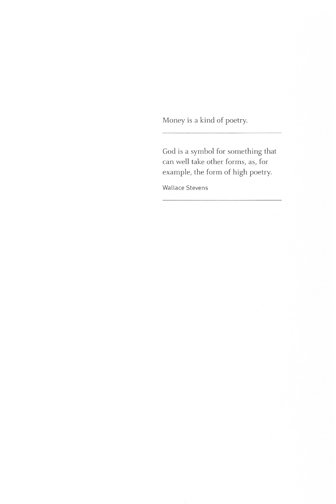 Money is a kind of poetry.
God is a symbol for something that
can well take other forms, as, for
example, the form of high poetry.
Wallace Stevens